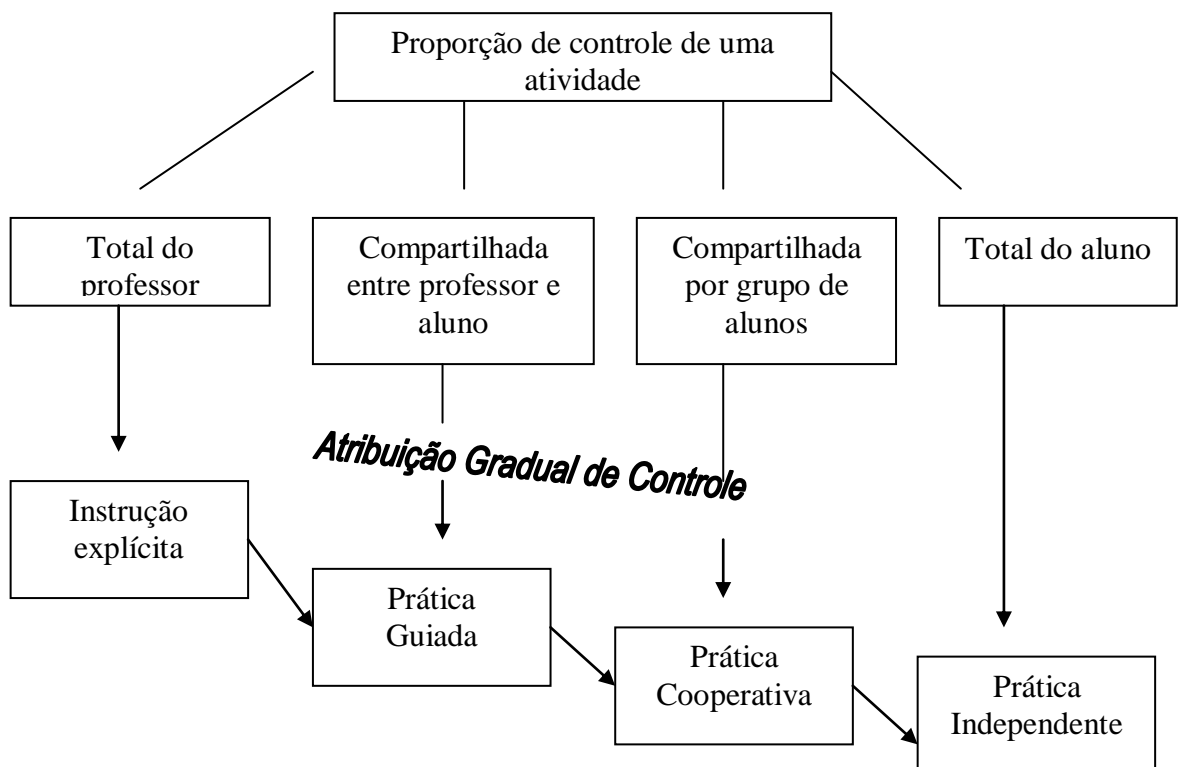 Proporção de controle de uma
atividade
Total do
professor
Compartilhada
entre professor e
aluno
Compartilhada
por grupo de
alunos
Total do aluno
Atribuição Gradual de Controle
Instrução
explícita
Prática
Guiada
Prática
Cooperativa
Prática
Independente